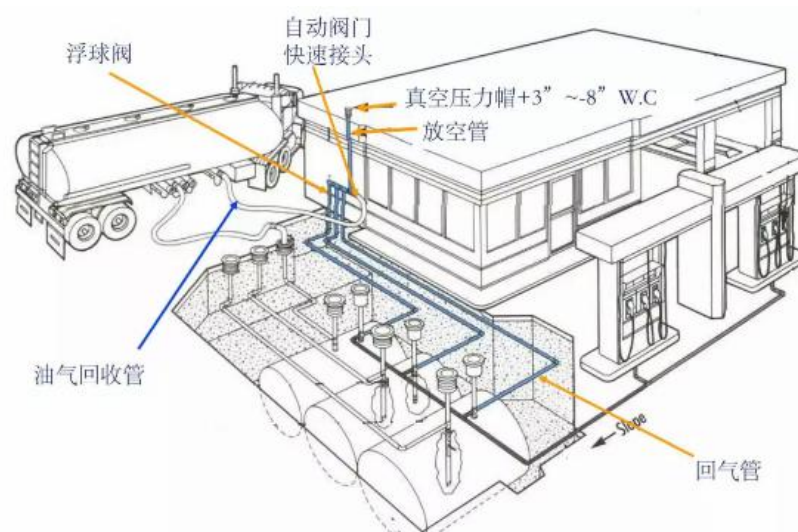 自动阀门
快速接头
浮球阀
真空压力帽+3”~-8” W.C
放空管
油气回收管
Slope
回气管